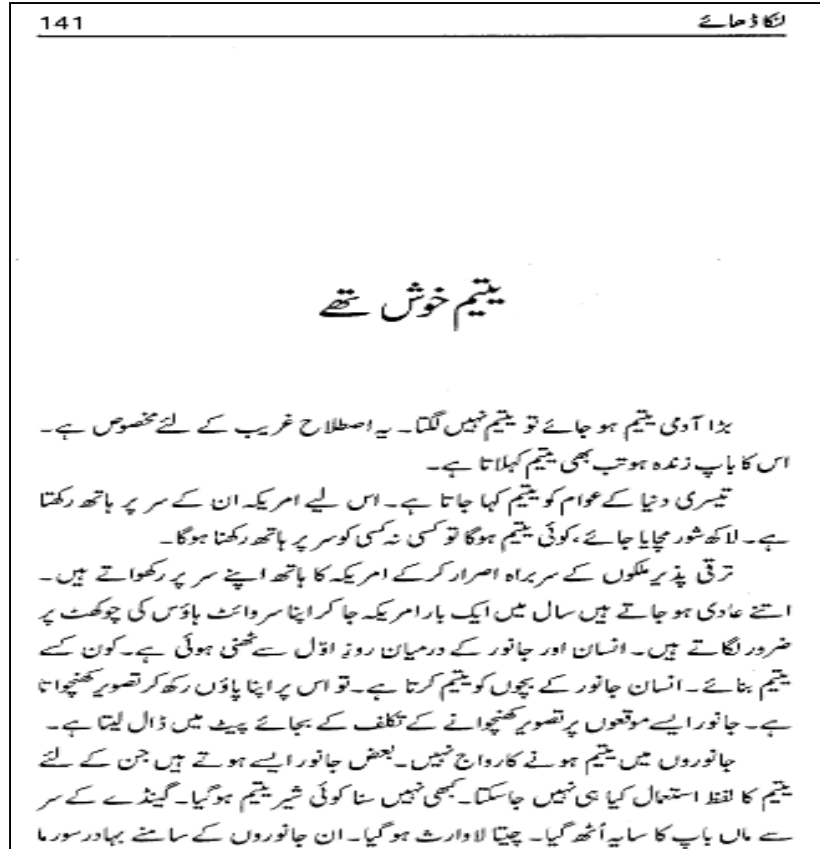 141
لنکا ڈھائے
یتیم خوش تھے
بڑا آدمی یتیم ہو جائے تو یتیم نہیں لگتا۔ یہ اصطلاح غریب کے لئے مخصوص ہے۔
اس کا باپ زندہ ہو تب بھی یتیم کہلاتا ہے۔
تیسری دنیا کے عوام کو یتیم کہا جاتا ہے۔ اس لیے امریکہ ان کے سر پر ہاتھ رکھتا
ہے۔ لاکھ شور مچایا جائے، کوئی یتیم ہوگا تو کسی نہ کسی کو سر پر ہاتھ رکھنا ہوگا۔
ترقی پذیر ملکوں کے سربراہ اصرار کرکے امریکہ کا ہاتھ اپنے سر پر رکھواتے ہیں۔
اتنے عادی ہو جاتے ہیں سال میں ایک بار امریکہ جا کر اپنا سر وائٹ ہاؤس کی چوکھٹ پر
ضرور لگاتے ہیں۔ انسان اور جانور کے درمیان روزِ اوّل سے ٹھنی ہوئی ہے۔ کون کسے
یتیم بنائے۔ انسان جانور کے بچوں کو یتیم کرتا ہے۔ تو اس پر اپنا پاؤں رکھ کر تصویر کھنچواتا
ہے۔ جانور ایسے موقعوں پر تصویر کھنچوانے کے تکلف کے بجائے پیٹ میں ڈال لیتا ہے۔
جانوروں میں یتیم ہونے کا رواج نہیں۔ بعض جانور ایسے ہوتے ہیں جن کے لئے
یتیم کا لفظ استعمال کیا ہی نہیں جاسکتا۔ کبھی نہیں سنا کوئی شیر یتیم ہوگیا۔ گینڈے کے سر
سے ماں باپ کا سایہ اُٹھ گیا۔ چیتا لاوارث ہو گیا۔ ان جانوروں کے سامنے بہادر سورما